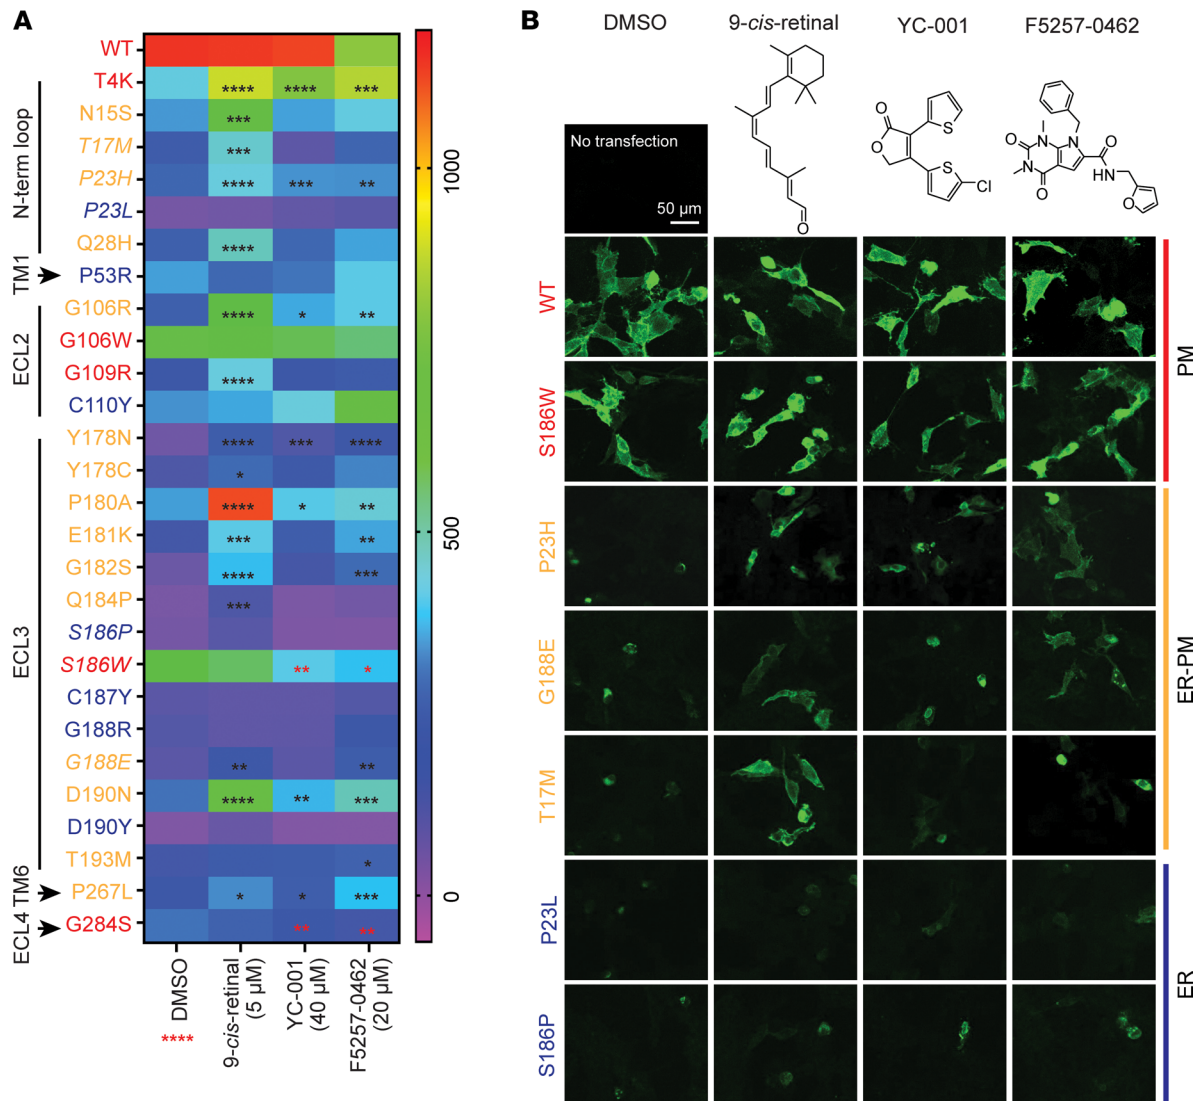 A
WT
T4K
**** **** ***
N15S
***
T17M
***
P23H
**** *** **
P23L
Q28H
****
P53R
G106R
**** * **
G106W
G109R
****
C110Y
Y178N
**** *** ****
Y178C
*
P180A
**** * **
E181K
*** **
G182S
**** ***
Q184P
***
S186P
S186W
** *
C187Y
G188R
G188E
** **
D190N
**** ** ***
D190Y
T193M
*
P267L
* * ***
G284S
** **
N-term loop
TM1
ECL2
ECL3
TM6
ECL4
1000
500
0
DMSO
****
9-cis-retinal
(5 µM)
YC-001
(40 µM)
F5257-0462
(20 µM)
B
DMSO
9-cis-retinal
YC-001
F5257-0462
No transfection
50 µm
O
O
O
S
S
Cl
O
N
N
N
O
O
HN
O
WT
S186W
P23H
G188E
T17M
P23L
S186P
PM
ER-PM
ER